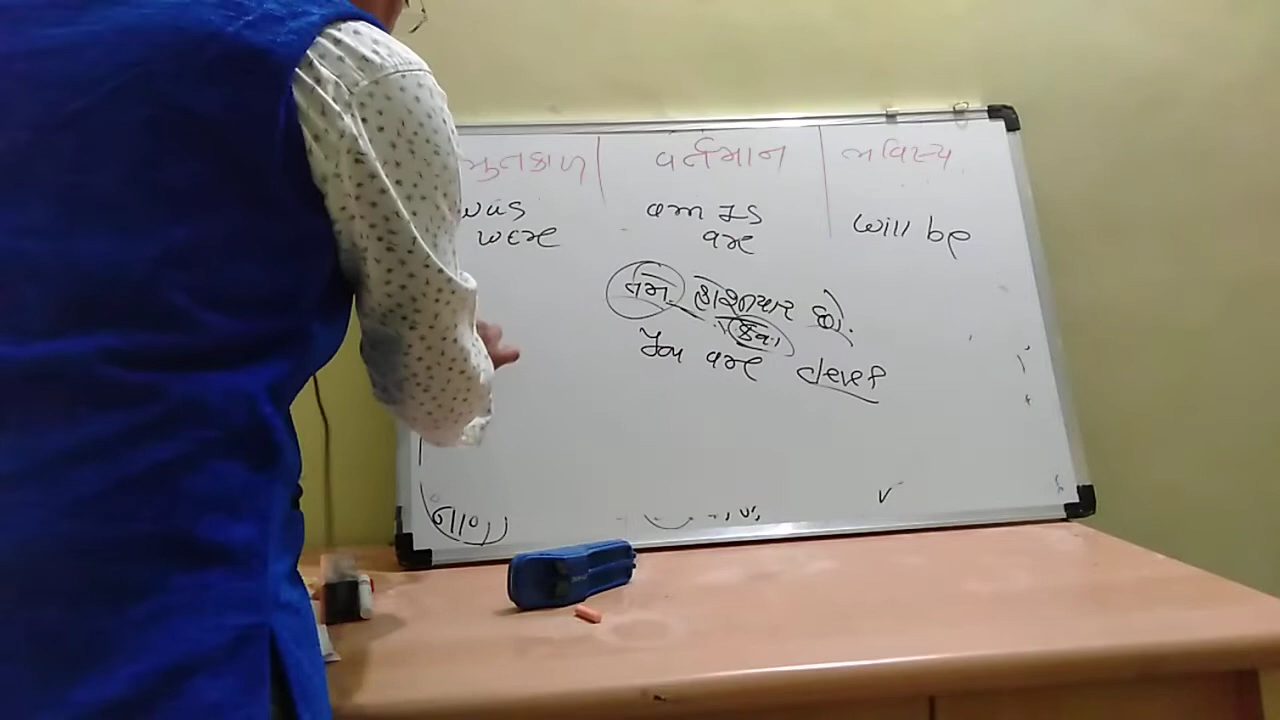 ભુતકાળ વર્તમાન ભવિષ્ય
was am Is will be
were are
તમે હોંશિયાર છો.
You are clever